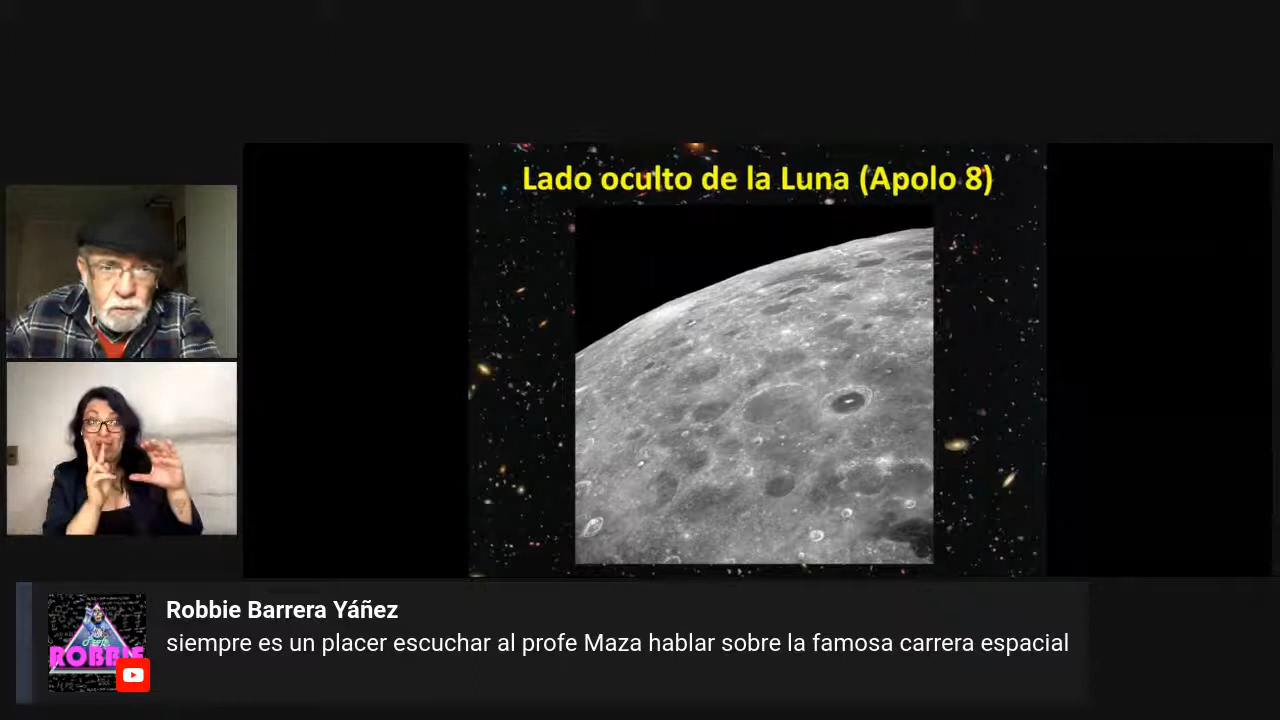 Lado oculto de la Luna (Apolo 8)
Robbie Barrera Yáñez
siempre es un placer escuchar al profe Maza hablar sobre la famosa carrera espacial
ROBBIE